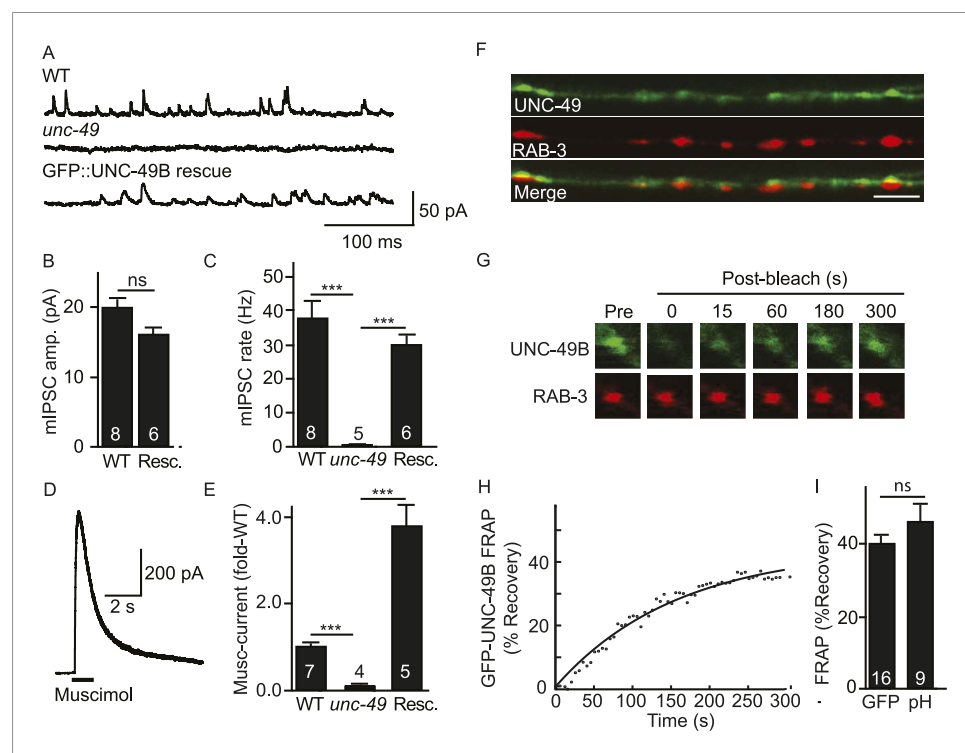 A
WT
unc-49
GFP::UNC-49B rescue
50 pA
100 ms
B
mIPSC amp. (pA)
20
10
0
ns
8
6
WT Resc.
C
mIPSC rate (Hz)
50
40
30
20
10
0
***
***
8
5
6
WT unc-49 Resc.
D
200 pA
2 s
Muscimol
E
Musc-current (fold-WT)
4.0
2.0
0.0
***
***
7
4
5
WT unc-49 Resc.
F
UNC-49
RAB-3
Merge
G
Post-bleach (s)
Pre 0 15 60 180 300
UNC-49B
RAB-3
H
GFP-UNC-49B FRAP
(% Recovery)
40
20
0
0 50 100 150 200 250 300
Time (s)
I
FRAP (%Recovery)
40
20
0
ns
16
9
GFP pH